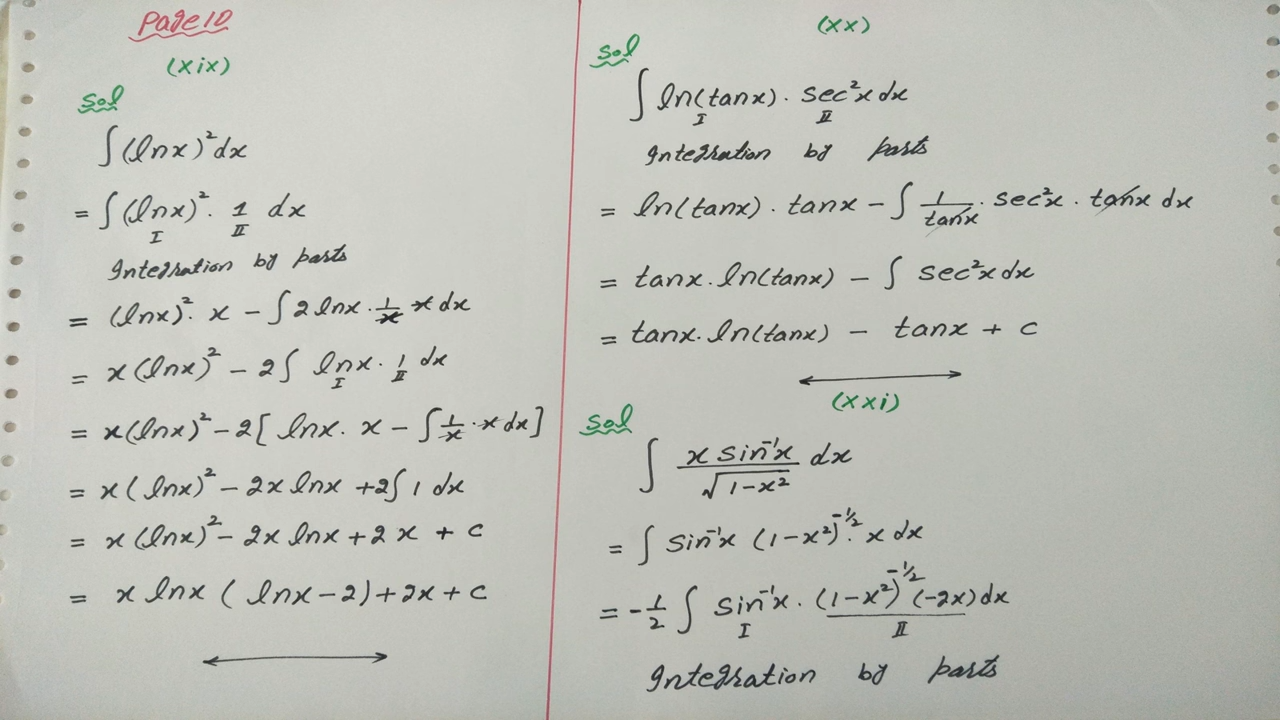 Page 10
(xix)
Sol
∫(lnx)² dx
= ∫(lnx)² · 1 dx
I II
Integration by parts
= (lnx)² · x − ∫2 lnx · 1/x · x dx
= x(lnx)² − 2∫ lnx · 1 dx
I II
= x(lnx)² − 2[ lnx · x − ∫1/x · x dx]
= x(lnx)² − 2x lnx + 2∫ 1 dx
= x(lnx)² − 2x lnx + 2x + c
= x lnx ( lnx − 2) + 2x + c
(xx)
Sol
∫ ln(tanx) · sec²x dx
I II
Integration by parts
= ln(tanx) · tanx − ∫ 1/tanx · sec²x · tanx dx
= tanx · ln(tanx) − ∫ sec²x dx
= tanx · ln(tanx) − tanx + c
(xxi)
Sol
∫ x sin⁻¹x / √1−x² dx
= ∫ sin⁻¹x (1−x²)^-1/2 · x dx
= −1/2 ∫ sin⁻¹x · (1−x²)^-1/2 (−2x) dx
I II
Integration by parts